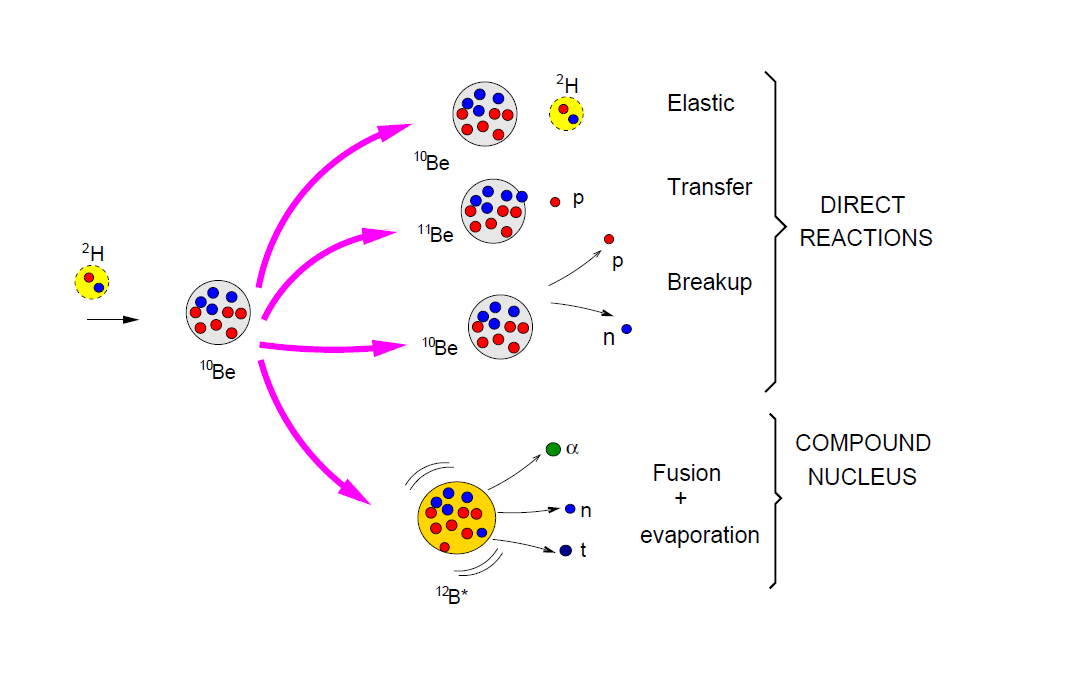 ²H
¹⁰Be
²H
¹⁰Be
Elastic
¹¹Be
p
Transfer
¹⁰Be
p
n
Breakup
DIRECT
REACTIONS
α
n
t
¹²B*
Fusion
+
evaporation
COMPOUND
NUCLEUS